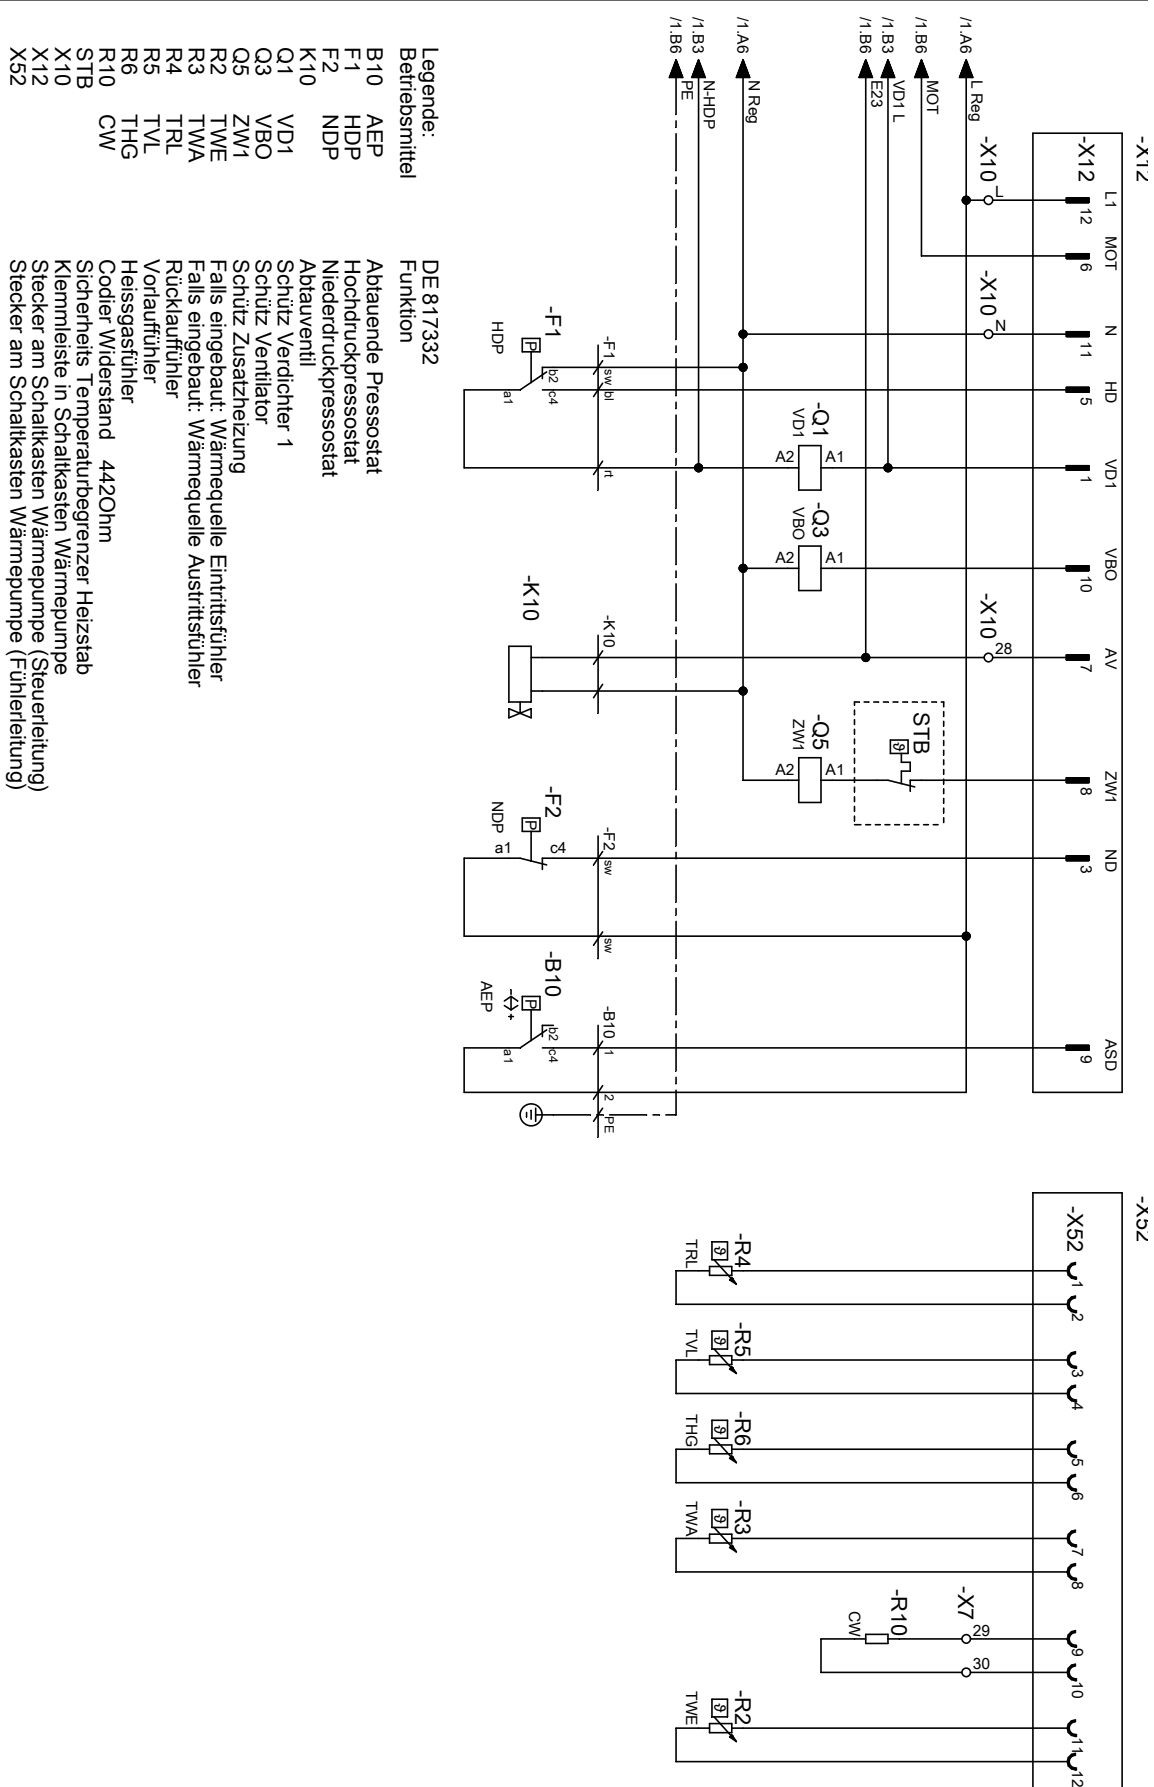 -X12
-X12
L1 MOT N HD VD1 VBO AV ZW1 ND ASD
12 6 11 5 1 10 7 8 3 9
-X10 L
-X10 N
-X10 28
/1.A6 L Reg
/1.B6 MOT
/1.B3 VD1 L
/1.B6 E23
/1.A6 N Reg
/1.B3 N-HDP
/1.B6 PE
STB
ϑ
-Q1
VD1
A2 A1
-Q3
VBO
A2 A1
-Q5
ZW1
A2 A1
-F1 sw bl rt
-F1
P
HDP
b2 c4
a1
-K10
-K10
-F2 sw sw
-F2
P
NDP
a1 c4
-B10 1 2 PE
-B10
P
- +
AEP
b2 c4
a1
-X52
-X52
1 2 3 4 5 6 7 8 9 10 11 12
-X7 29 30
-R4
ϑ
TRL
-R5
ϑ
TVL
-R6
ϑ
THG
-R3
ϑ
TWA
-R10
CW
-R2
ϑ
TWE
Legende: DE 817332
Betriebsmittel Funktion
B10 AEP Abtauende Pressostat
F1 HDP Hochdruckpressostat
F2 NDP Niederdruckpressostat
K10 Abtauventil
Q1 VD1 Schütz Verdichter 1
Q3 VBO Schütz Ventilator
Q5 ZW1 Schütz Zusatzheizung
R2 TWE Falls eingebaut: Wärmequelle Eintrittsfühler
R3 TWA Falls eingebaut: Wärmequelle Austrittsfühler
R4 TRL Rücklauffühler
R5 TVL Vorlauffühler
R6 THG Heissgasfühler
R10 CW Codier Widerstand 442Ohm
STB Sicherheits Temperaturbegrenzer Heizstab
X10 Klemmleiste in Schaltkasten Wärmepumpe
X12 Stecker am Schaltkasten Wärmepumpe (Steuerleitung)
X52 Stecker am Schaltkasten Wärmepumpe (Fühlerleitung)